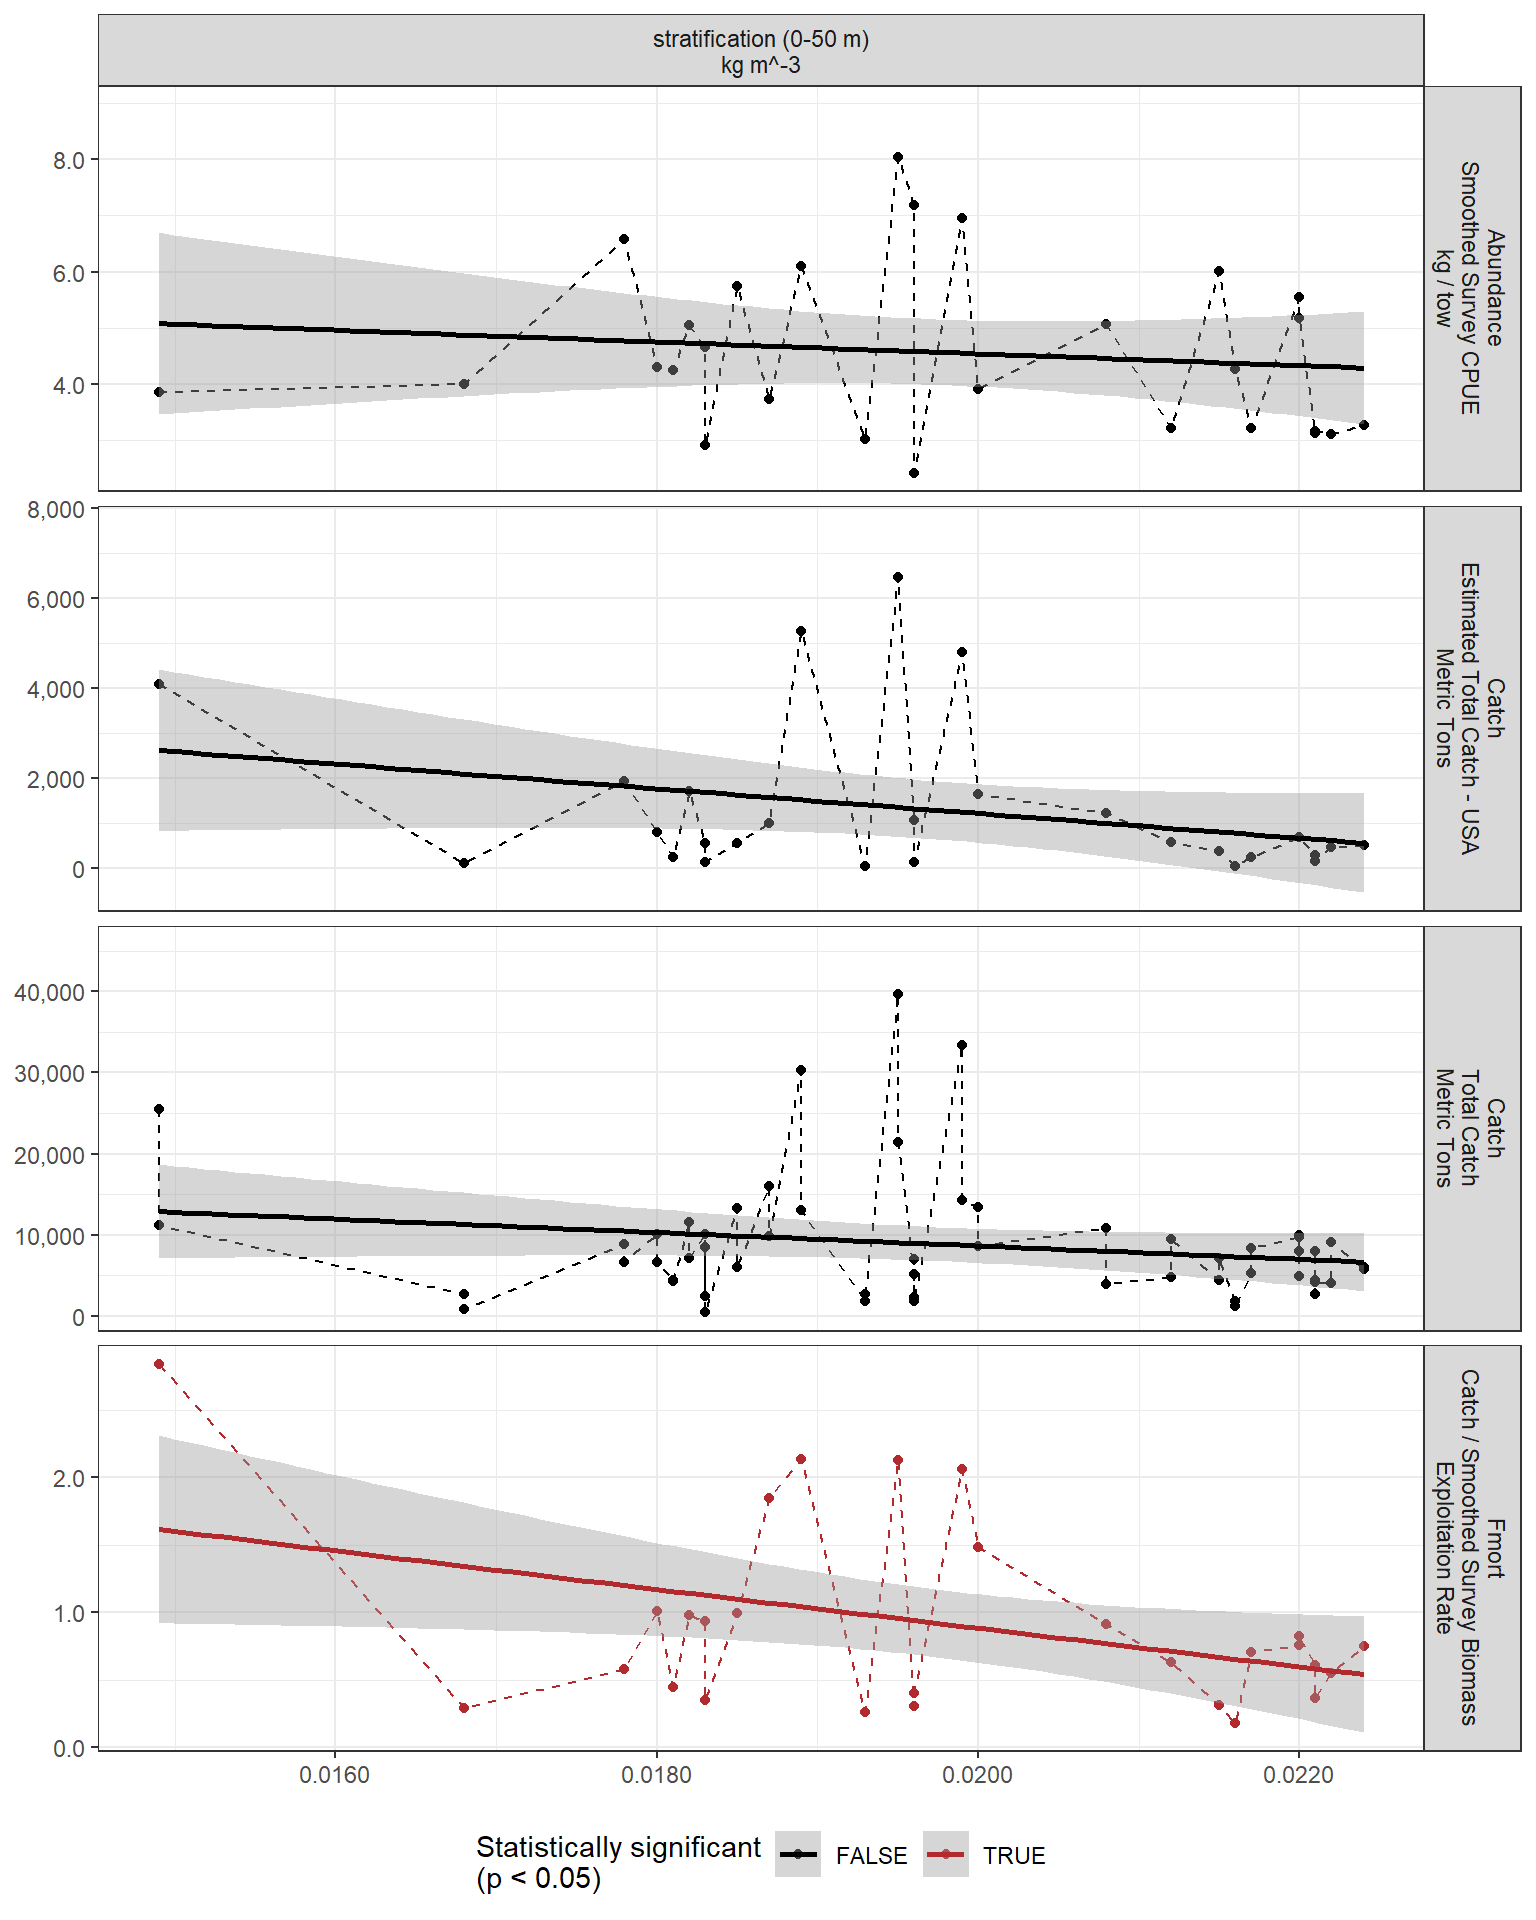 stratification (0-50 m)
kg m^-3
8.0
6.0
4.0
Abundance
Smoothed Survey CPUE
kg / tow
8,000
6,000
4,000
2,000
0
Catch
Estimated Total Catch - USA
Metric Tons
40,000
30,000
20,000
10,000
0
Catch
Total Catch
Metric Tons
2.0
1.0
0.0
Fmort
Catch / Smoothed Survey Biomass
Exploitation Rate
0.0160
0.0180
0.0200
0.0220
Statistically significant
(p < 0.05)
FALSE
TRUE